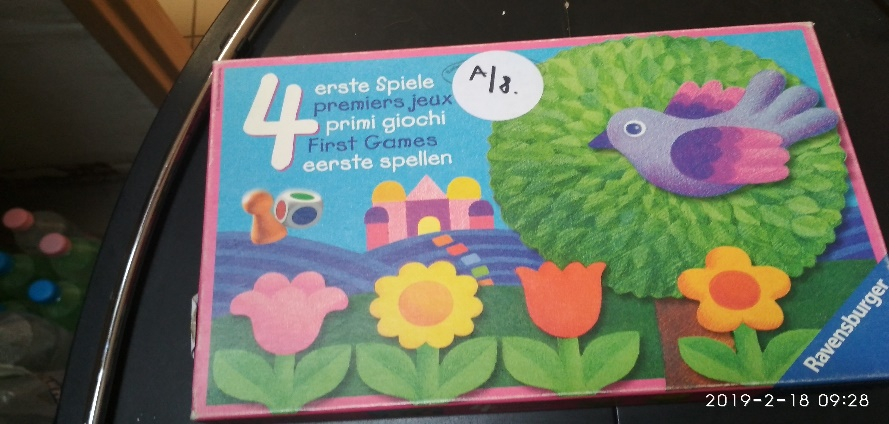 4 erste Spiele
premiers jeux
primi giochi
First Games
eerste spellen
A/8.
Ravensburger
2019-2-18 09:28